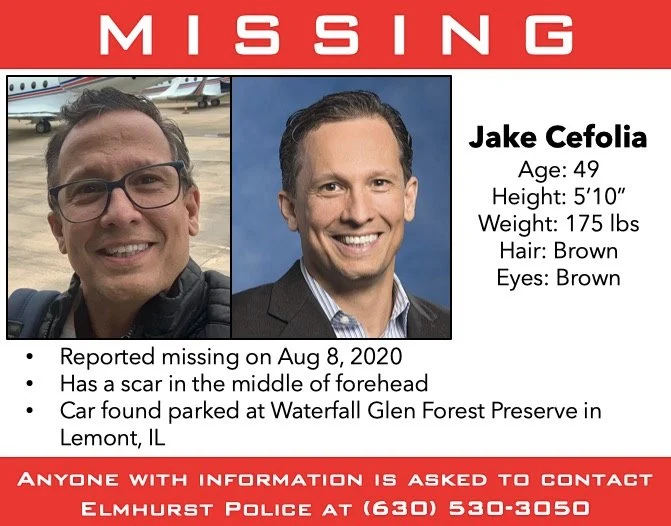 MISSING
Jake Cefolia
Age: 49
Height: 5’10”
Weight: 175 lbs
Hair: Brown
Eyes: Brown
• Reported missing on Aug 8, 2020
• Has a scar in the middle of forehead
• Car found parked at Waterfall Glen Forest Preserve in
Lemont, IL
ANYONE WITH INFORMATION IS ASKED TO CONTACT
ELMHURST POLICE AT (630) 530-3050